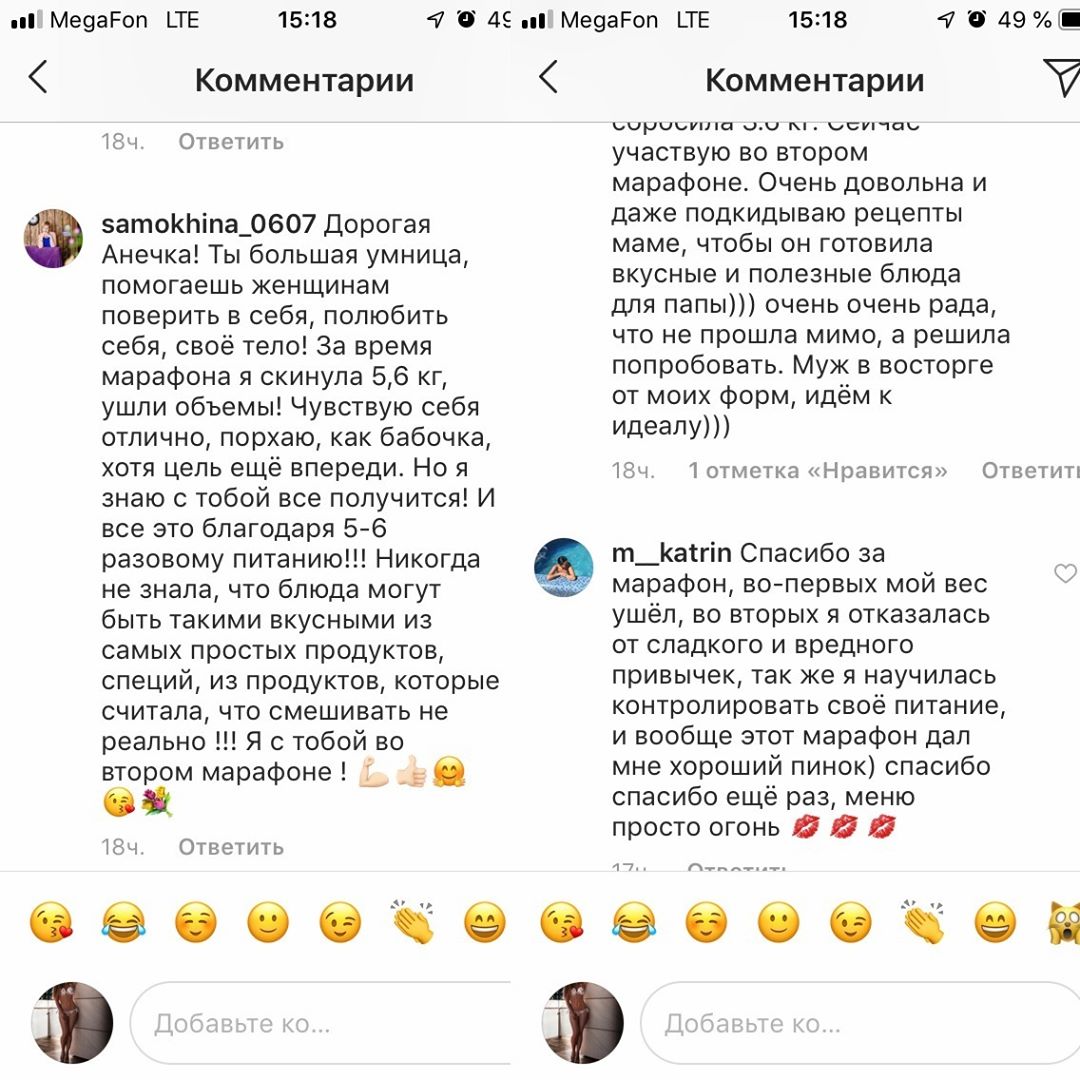 MegaFon LTE 15:18 49
Комментарии
18ч. Ответить
samokhina_0607 Дорогая
Анечка! Ты большая умница,
помогаешь женщинам
поверить в себя, полюбить
себя, своё тело! За время
марафона я скинула 5,6 кг,
ушли объемы! Чувствую себя
отлично, порхаю, как бабочка,
хотя цель ещё впереди. Но я
знаю с тобой все получится! И
все это благодаря 5-6
разовому питанию!!! Никогда
не знала, что блюда могут
быть такими вкусными из
самых простых продуктов,
специй, из продуктов, которые
считала, что смешивать не
реально !!! Я с тобой во
втором марафоне ! 💪🏻👍🏻🤗
😘💐
18ч. Ответить
Добавьте ко...
MegaFon LTE 15:18 49 %
Комментарии
сбросила 3.6 кг. Сейчас
участвую во втором
марафоне. Очень довольна и
даже подкидываю рецепты
маме, чтобы он готовила
вкусные и полезные блюда
для папы))) очень очень рада,
что не прошла мимо, а решила
попробовать. Муж в восторге
от моих форм, идём к
идеалу)))
18ч. 1 отметка «Нравится» Ответить
m__katrin Спасибо за
марафон, во-первых мой вес
ушёл, во вторых я отказалась
от сладкого и вредного
привычек, так же я научилась
контролировать своё питание,
и вообще этот марафон дал
мне хороший пинок) спасибо
спасибо ещё раз, меню
просто огонь 💋💋💋
17ч. Ответить
Добавьте ко...